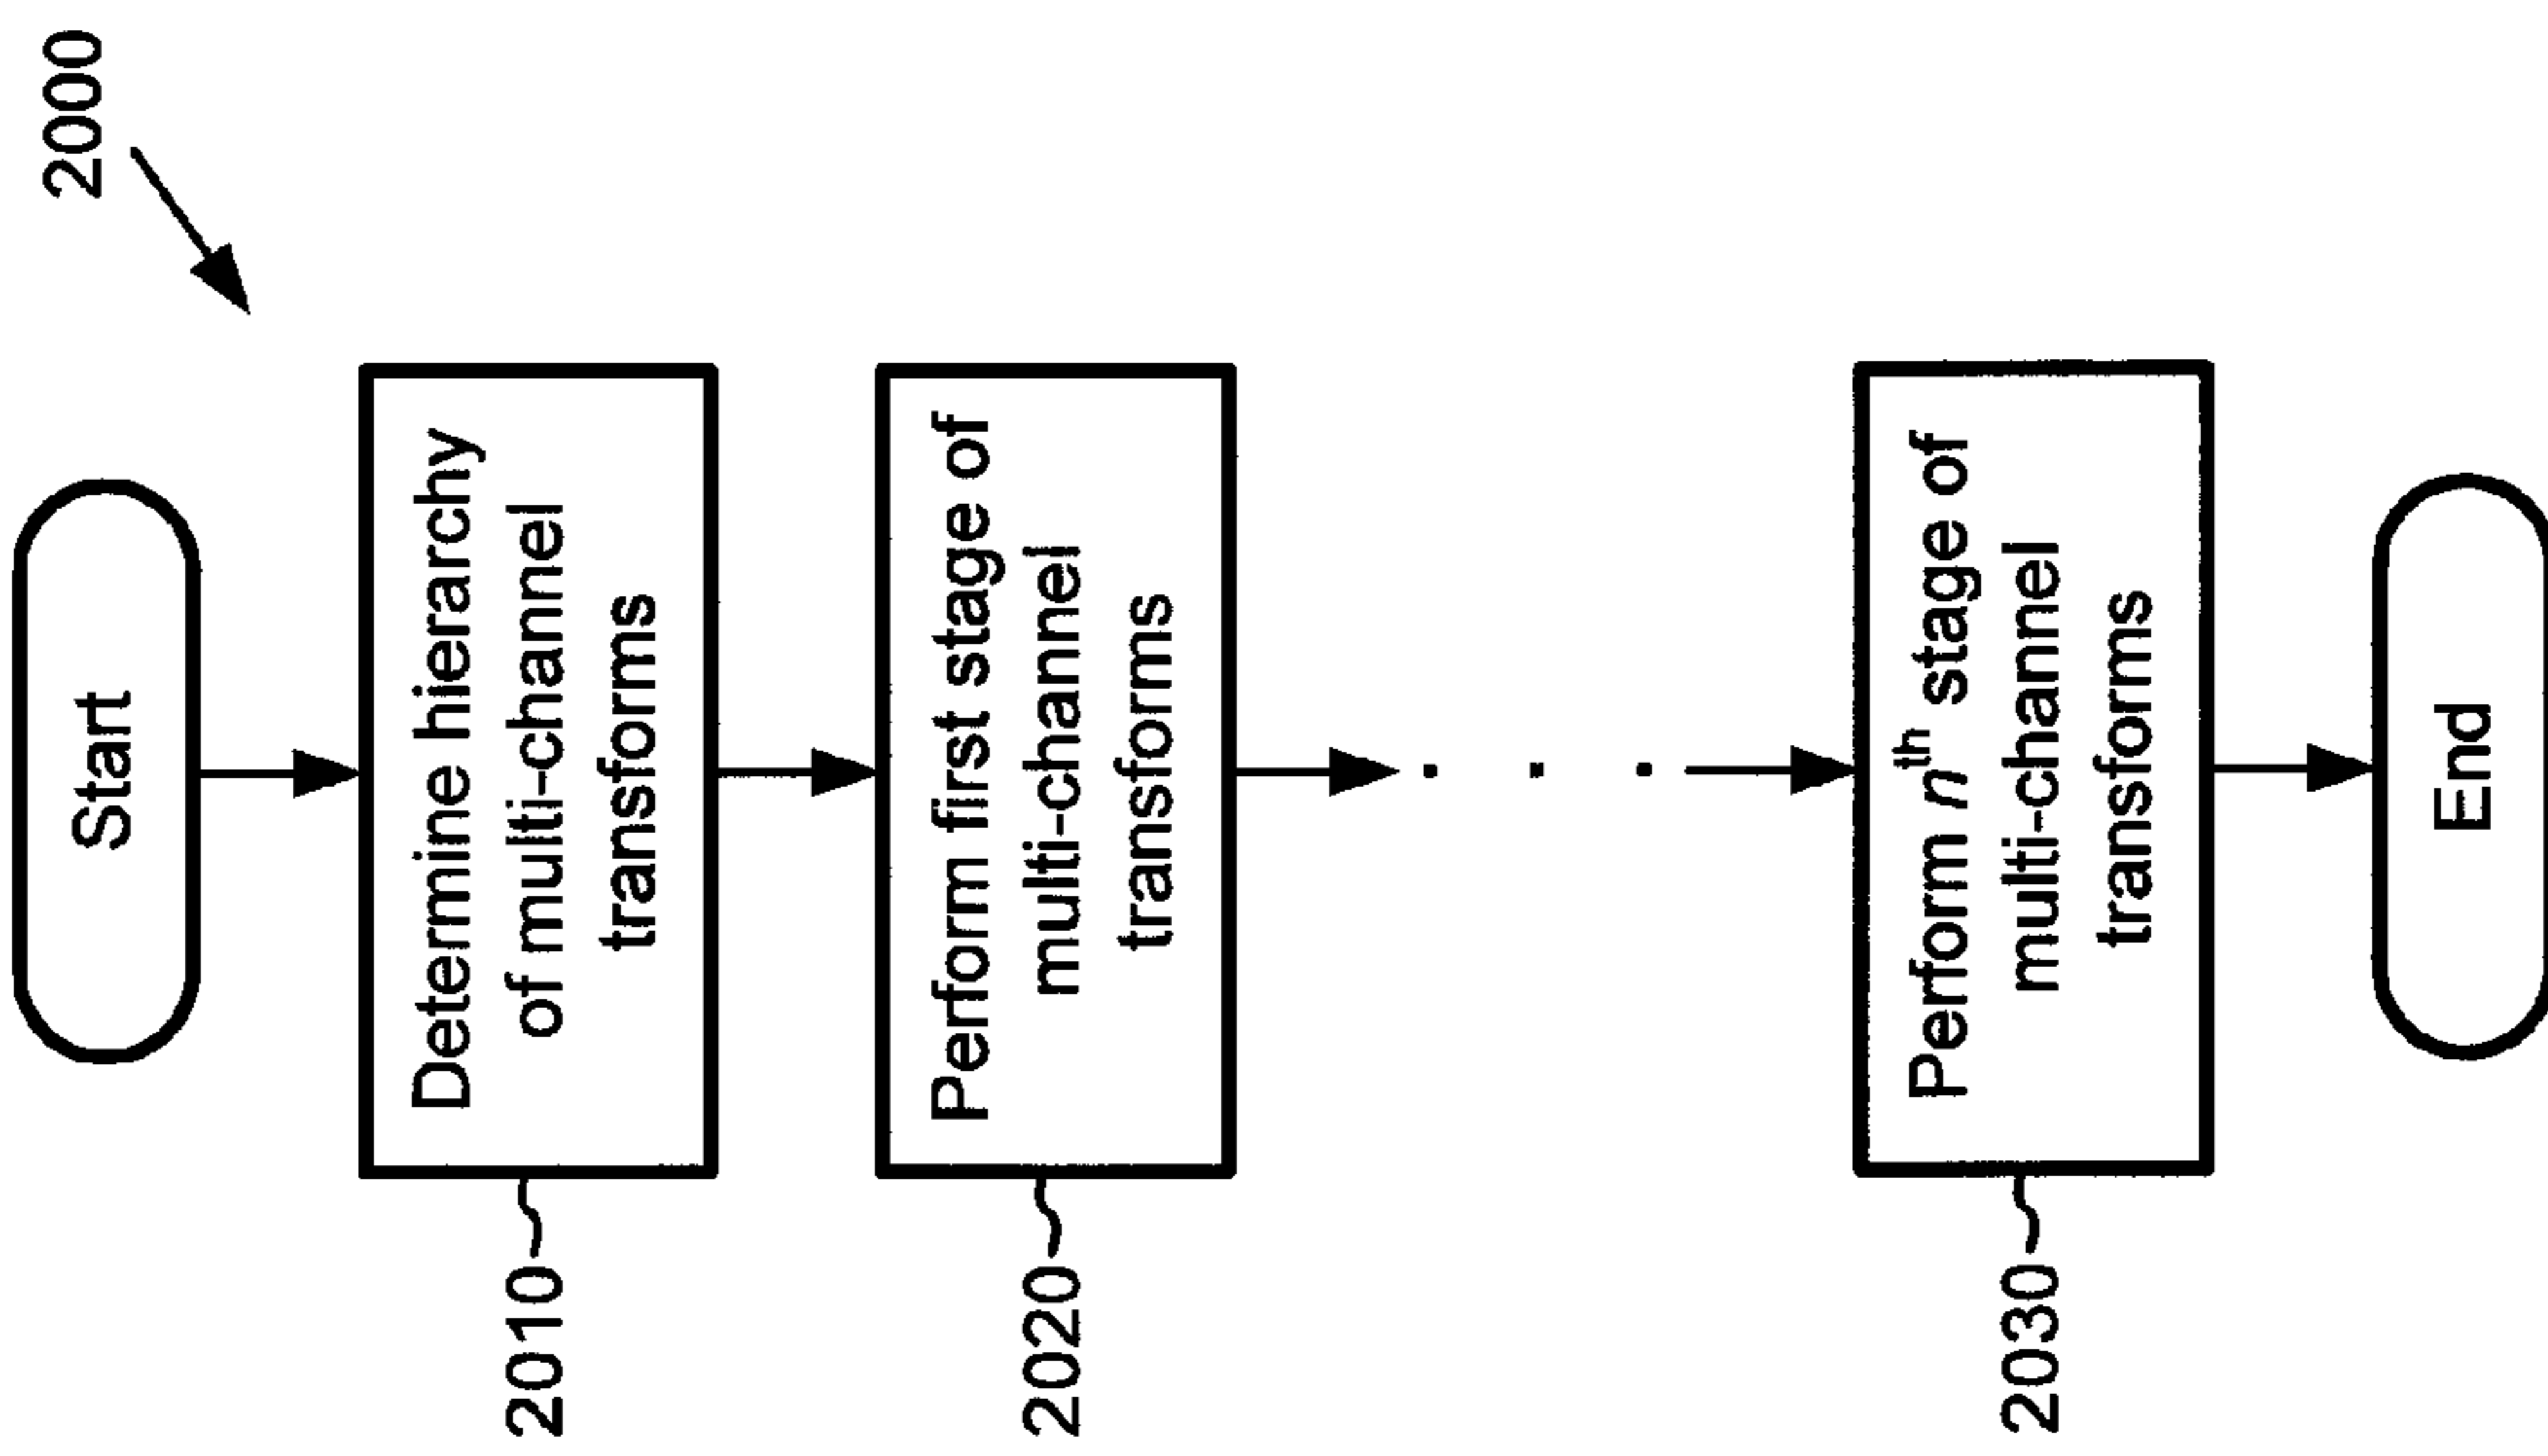 2000
Start
Determine hierarchy
of multi-channel
transforms
2010
Perform first stage of
multi-channel
transforms
2020
. . .
Perform nth stage of
multi-channel
transforms
2030
End